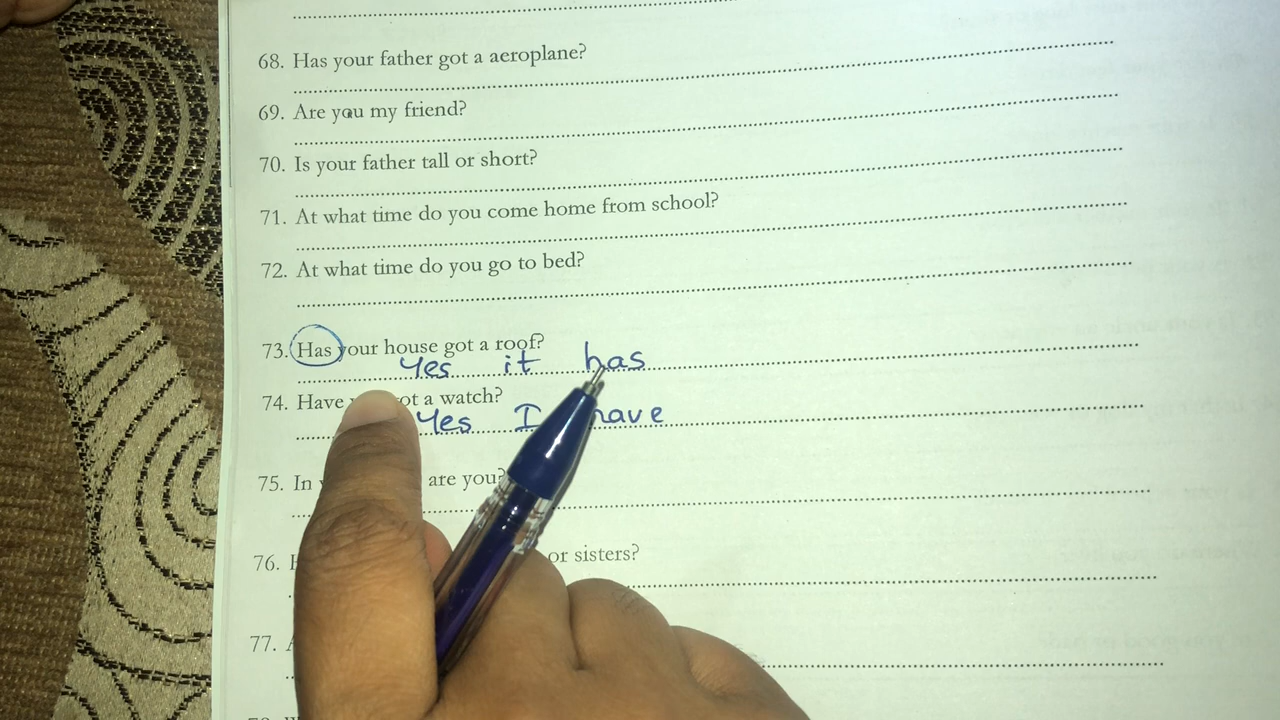 68. Has your father got a aeroplane?
69. Are you my friend?
70. Is your father tall or short?
71. At what time do you come home from school?
72. At what time do you go to bed?
73. Has your house got a roof?
Yes it has
74. Have got a watch?
Yes I have
75. In are you?
76. or sisters?
77.